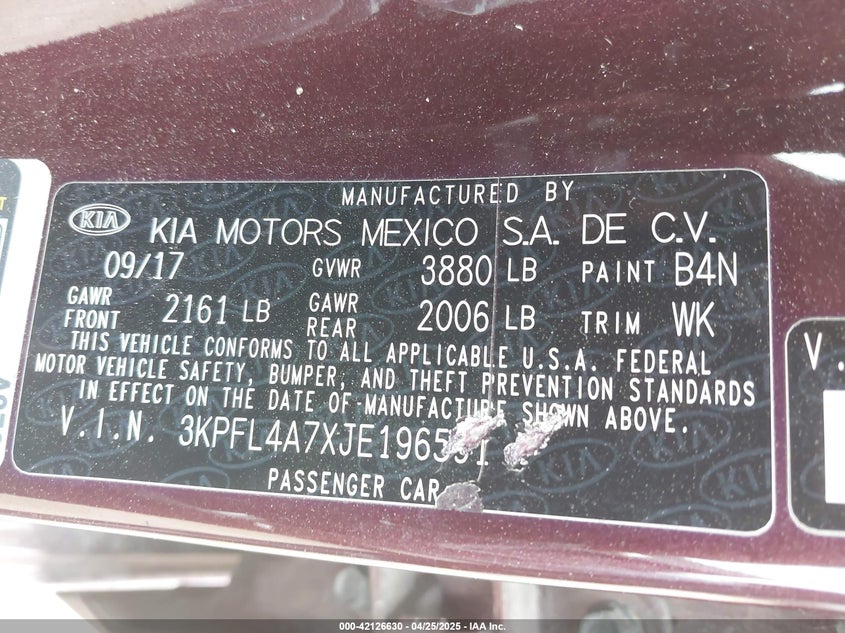 MANUFACTURED BY
KIA KIA MOTORS MEXICO S.A. DE C.V.
09/17 GVWR 3880 LB PAINT B4N
GAWR FRONT 2161 LB GAWR REAR 2006 LB TRIM WK
THIS VEHICLE CONFORMS TO ALL APPLICABLE U.S.A. FEDERAL
MOTOR VEHICLE SAFETY, BUMPER, AND THEFT PREVENTION STANDARDS
IN EFFECT ON THE DATE OF MANUFACTURE SHOWN ABOVE.
V.I.N.
PASSENGER CAR
V.
000-42126630 - 04/25/2025 - IAA Inc.